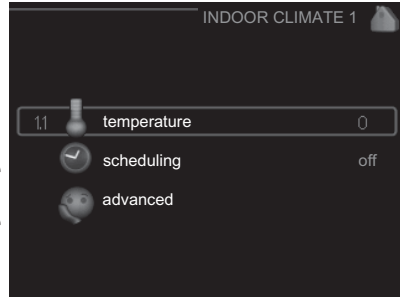 INDOOR CLIMATE 1
1.1 temperature 0
scheduling off
advanced